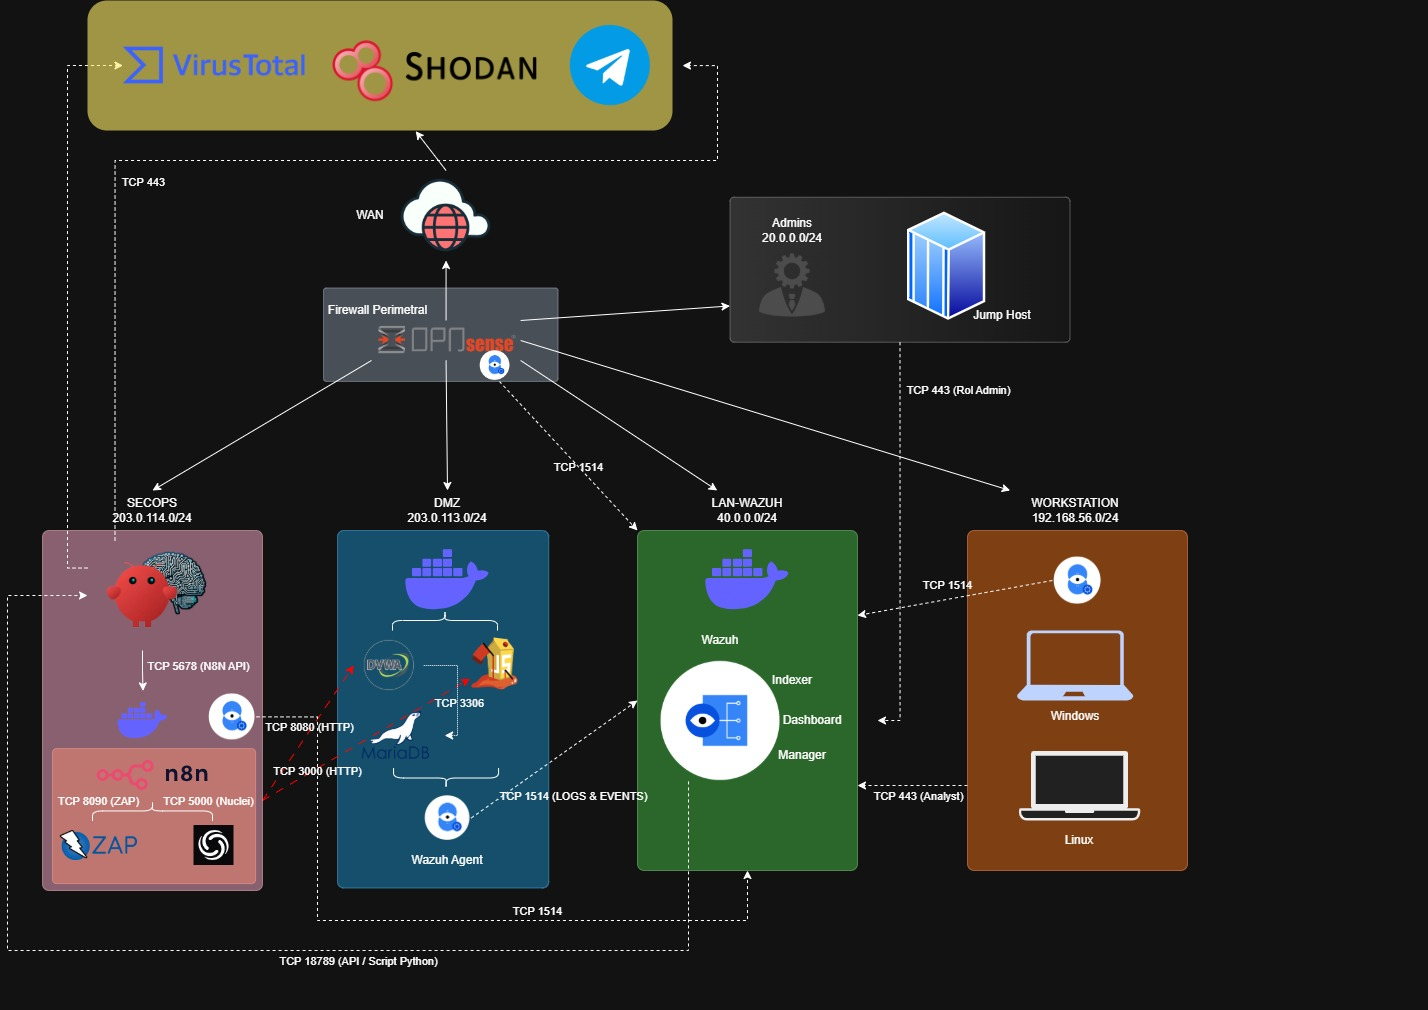 VirusTotal
SHODAN
TCP 443
WAN
Admins
20.0.0.0/24
Jump Host
Firewall Perimetral
OPNsense
TCP 443 (Rol Admin)
TCP 1514
SECOPS
203.0.114.0/24
DMZ
203.0.113.0/24
LAN-WAZUH
40.0.0.0/24
WORKSTATION
192.168.56.0/24
TCP 1514
TCP 5678 (N8N API)
DVWA
JS
Wazuh
Indexer
TCP 3306
Dashboard
Windows
TCP 8080 (HTTP)
MariaDB
Manager
TCP 3000 (HTTP)
n8n
TCP 8090 (ZAP)
TCP 5000 (Nuclei)
TCP 1514 (LOGS & EVENTS)
TCP 443 (Analyst)
ZAP
Linux
Wazuh Agent
TCP 1514
TCP 18789 (API / Script Python)